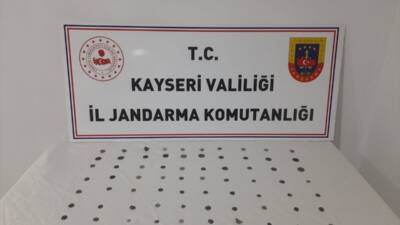 T.C.
KAYSERİ VALİLİĞİ
İL JANDARMA KOMUTANLIĞI